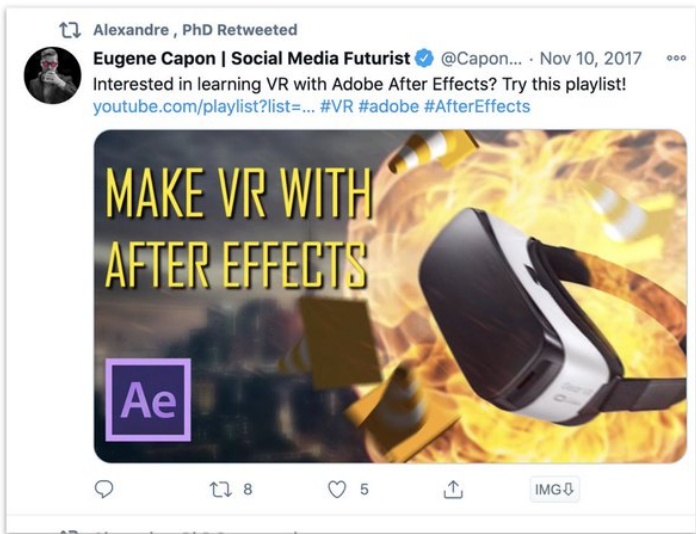 Alexandre , PhD Retweeted
Eugene Capon | Social Media Futurist @Capon... · Nov 10, 2017
Interested in learning VR with Adobe After Effects? Try this playlist!
youtube.com/playlist?list=... #VR #adobe #AfterEffects
MAKE VR WITH
AFTER EFFECTS
Ae
8
5
IMG